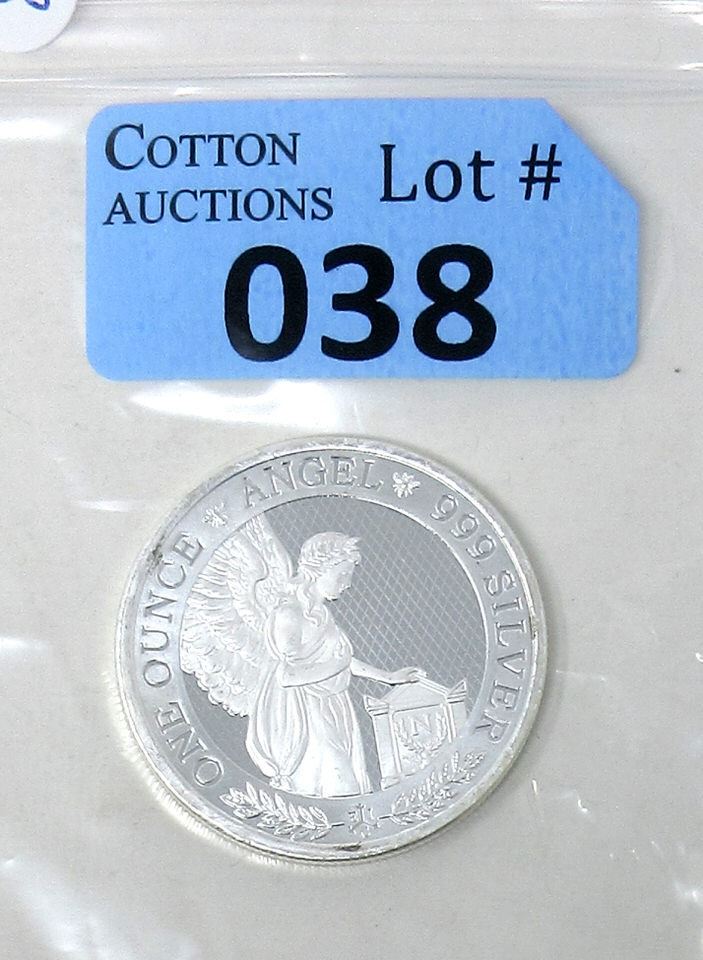 COTTON
AUCTIONS
Lot #
038
ONE OUNCE ANGEL 999 SILVER
N